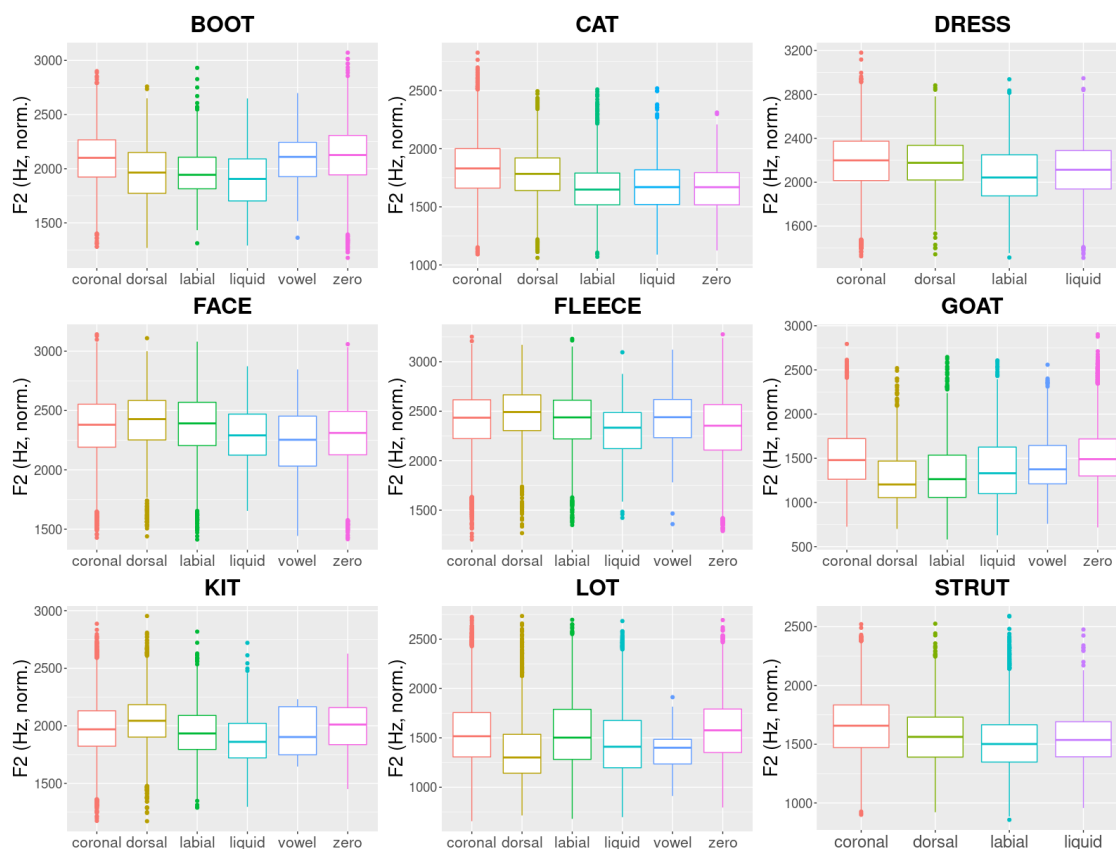 BOOT
F2 (Hz, norm.)
3000
2500
2000
1500
coronal dorsal labial liquid vowel zero
CAT
F2 (Hz, norm.)
2500
2000
1500
1000
coronal dorsal labial liquid zero
DRESS
F2 (Hz, norm.)
3200
2800
2400
2000
1600
coronal dorsal labial liquid
FACE
F2 (Hz, norm.)
3000
2500
2000
1500
coronal dorsal labial liquid vowel zero
FLEECE
F2 (Hz, norm.)
3000
2500
2000
1500
coronal dorsal labial liquid vowel zero
GOAT
F2 (Hz, norm.)
3000
2500
2000
1500
1000
500
coronal dorsal labial liquid vowel zero
KIT
F2 (Hz, norm.)
3000
2500
2000
1500
coronal dorsal labial liquid vowel zero
LOT
F2 (Hz, norm.)
2500
2000
1500
1000
coronal dorsal labial liquid vowel zero
STRUT
F2 (Hz, norm.)
2500
2000
1500
1000
coronal dorsal labial liquid